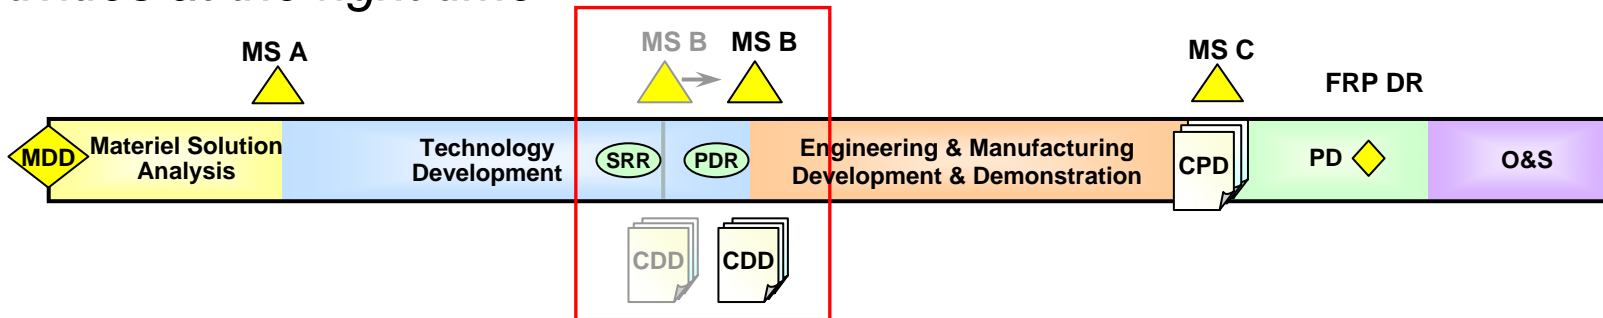 MS A
MS B
MS B
MS C
FRP DR
MDD
Materiel Solution
Analysis
Technology
Development
SRR
PDR
Engineering & Manufacturing
Development & Demonstration
CPD
PD
O&S
CDD
CDD